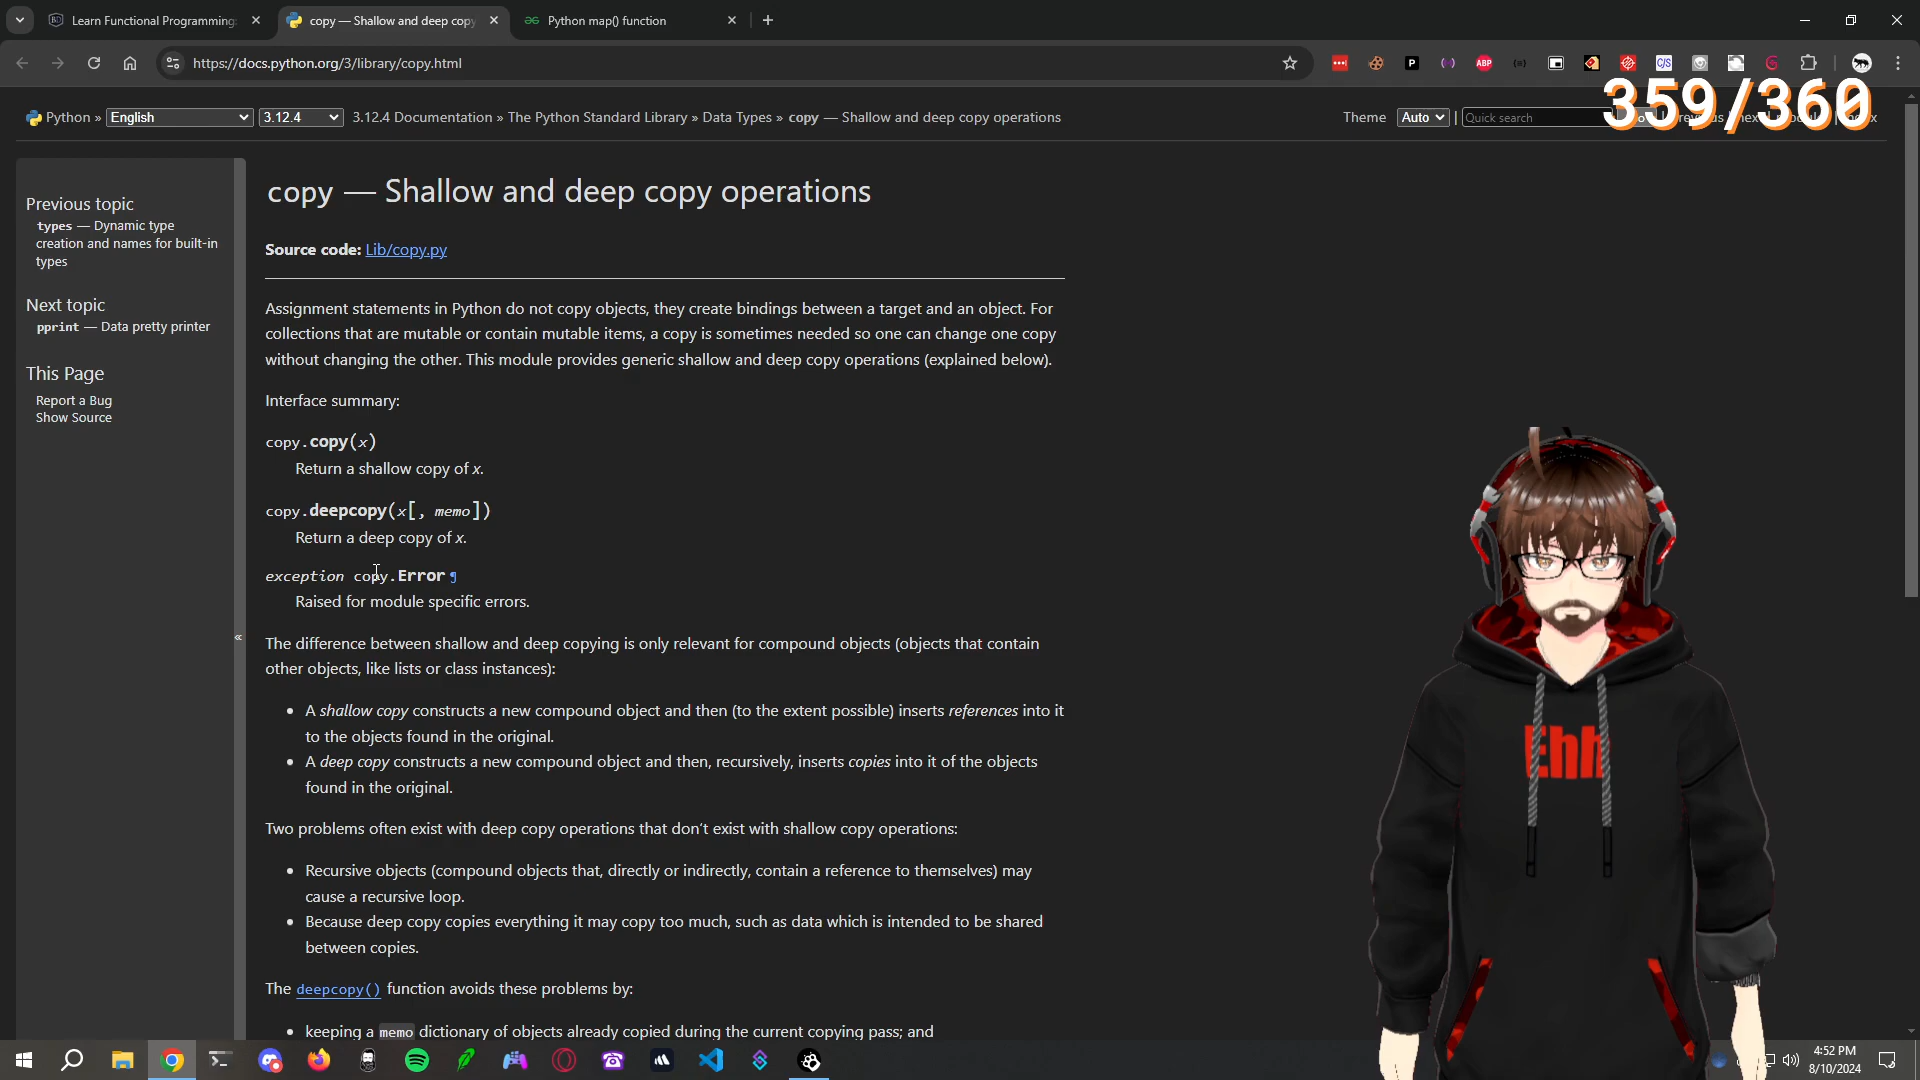 Learn Functional Programming
copy — Shallow and deep copy
Python map() function
https://docs.python.org/3/library/copy.html
ABP
359/360
Python »
English
3.12.4
3.12.4 Documentation » The Python Standard Library » Data Types » copy — Shallow and deep copy operations
Theme
Auto
|
Quick search
Previous topic
types — Dynamic type
creation and names for built-in
types
Next topic
pprint — Data pretty printer
This Page
Report a Bug
Show Source
«
copy — Shallow and deep copy operations
Source code: Lib/copy.py
Assignment statements in Python do not copy objects, they create bindings between a target and an object. For
collections that are mutable or contain mutable items, a copy is sometimes needed so one can change one copy
without changing the other. This module provides generic shallow and deep copy operations (explained below).
Interface summary:
copy.copy(x)
Return a shallow copy of x.
copy.deepcopy(x[, memo])
Return a deep copy of x.
exception copy.Error ¶
Raised for module specific errors.
The difference between shallow and deep copying is only relevant for compound objects (objects that contain
other objects, like lists or class instances):
• A shallow copy constructs a new compound object and then (to the extent possible) inserts references into it
to the objects found in the original.
• A deep copy constructs a new compound object and then, recursively, inserts copies into it of the objects
found in the original.
Two problems often exist with deep copy operations that don't exist with shallow copy operations:
• Recursive objects (compound objects that, directly or indirectly, contain a reference to themselves) may
cause a recursive loop.
• Because deep copy copies everything it may copy too much, such as data which is intended to be shared
between copies.
The deepcopy() function avoids these problems by:
• keeping a memo dictionary of objects already copied during the current copying pass; and
Ehh
4:52 PM
8/10/2024